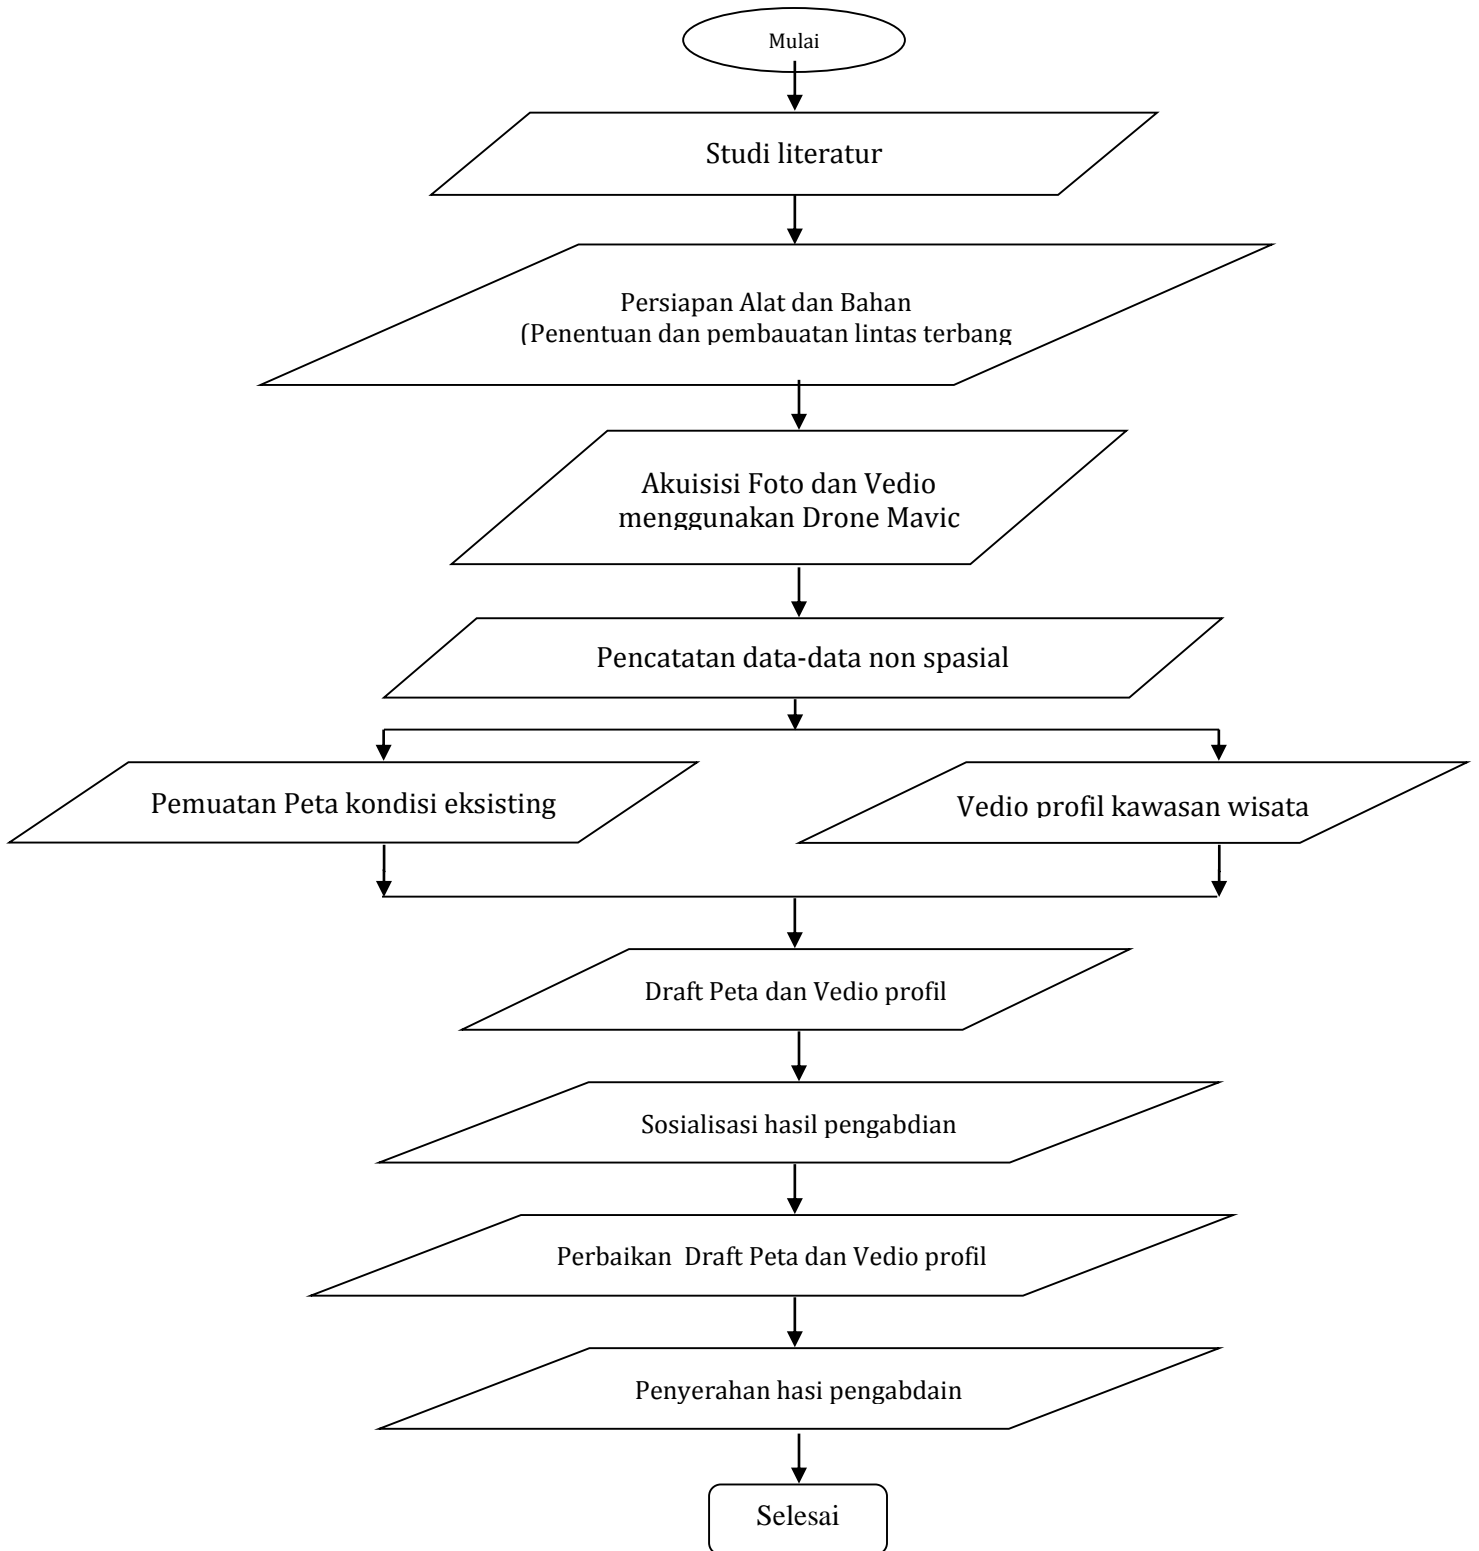 Mulai
Studi literatur
Persiapan Alat dan Bahan
(Penentuan dan pembauatan lintas terbang
Akuisisi Foto dan Vedio
menggunakan Drone Mavic
Pencatatan data-data non spasial
Pemuatan Peta kondisi eksisting
Vedio profil kawasan wisata
Draft Peta dan Vedio profil
Sosialisasi hasil pengabdian
Perbaikan  Draft Peta dan Vedio profil
Penyerahan hasi pengabdain
Selesai